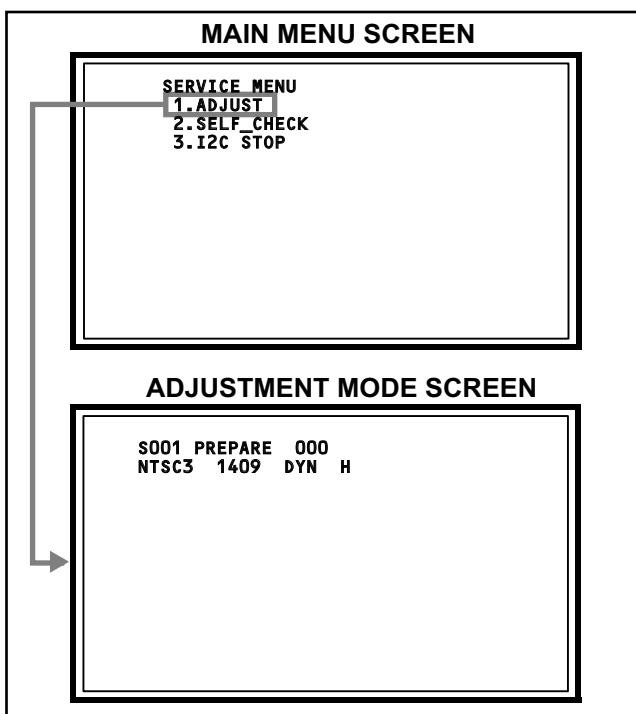 MAIN MENU SCREEN
SERVICE MENU
1.ADJUST
2.SELF_CHECK
3.I2C STOP
ADJUSTMENT MODE SCREEN
S001 PREPARE 000
NTSC3 1409 DYN H